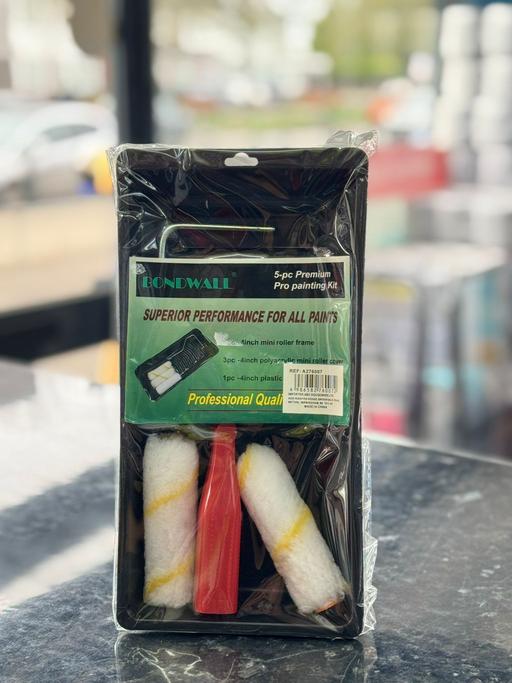 BONDWALL®
5-pc Premium
Pro painting Kit
SUPERIOR PERFORMANCE FOR ALL PAINTS
4inch mini roller frame
3pc -4inch polyacrylic mini roller cover
1pc -4inch plastic
Professional Quali
REF: A276007
MADE IN CHINA